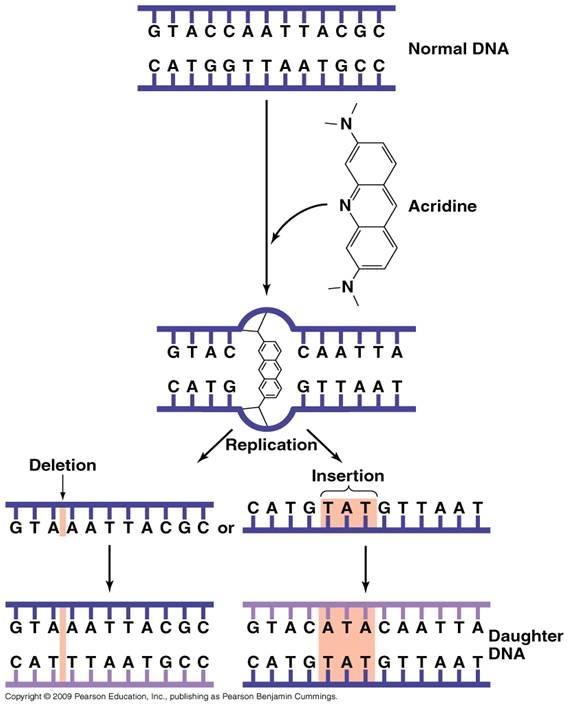 G T A C C A A T T A C G C
Normal DNA
C A T G G T T A A T G C C
N
N
Acridine
N
G T A C C A A T T A
C A T G G T T A A T
Replication
Deletion
Insertion
G T A A A T T A C G C or
C A T G T A T G T T A A T
G T A A A T T A C G C
C A T T T A A T G C C
G T A C A T A C A A T T A
C A T G T A T G T T A A T
Daughter
DNA
Copyright © 2009 Pearson Education, Inc., publishing as Pearson Benjamin Cummings.